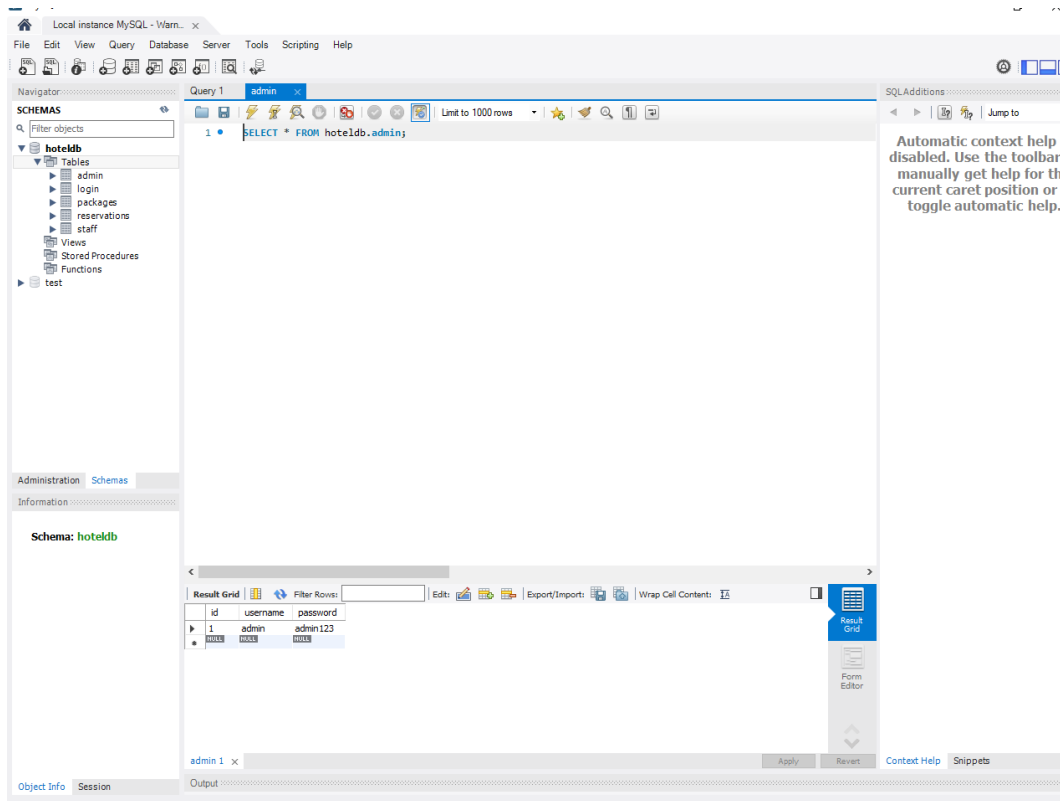 Local instance MySQL - Warn...
File Edit View Query Database Server Tools Scripting Help
Navigator
SCHEMAS
Filter objects
hoteldb
Tables
admin
login
packages
reservations
staff
Views
Stored Procedures
Functions
test
Administration Schemas
Information
Schema: hoteldb
Object Info Session
Query 1 admin
Limit to 1000 rows
1 SELECT * FROM hoteldb.admin;
Result Grid Filter Rows: Edit: Export/Import: Wrap Cell Content:
id username password
1 admin admin123
NULL NULL NULL
Result
Grid
Form
Editor
admin 1 Apply Revert
Output
SQLAdditions
Jump to
Automatic context help
disabled. Use the toolbar
manually get help for th
current caret position or
toggle automatic help.
Context Help Snippets